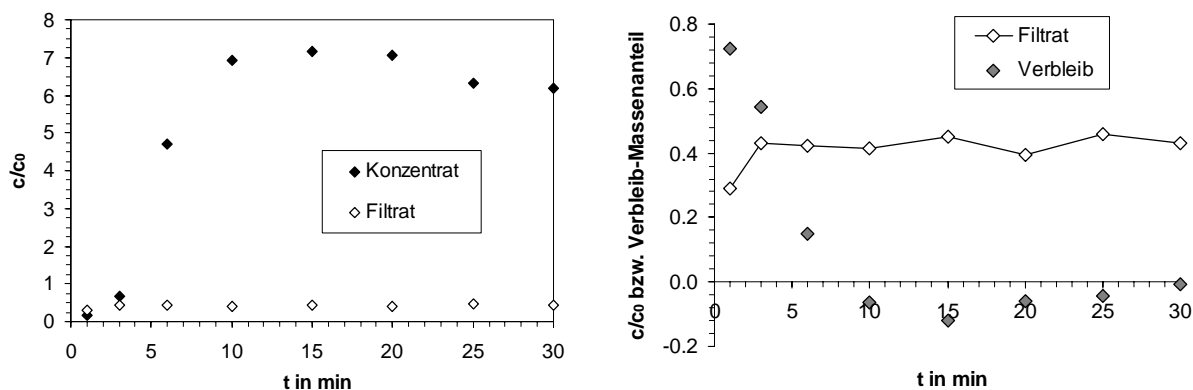 8
7
6
5
4
3
2
1
0
c/c0
Konzentrat
Filtrat
0 5 10 15 20 25 30
t in min
0.8
0.6
0.4
0.2
0.0
-0.2
c/c0 bzw. Verbleib-Massenanteil
Filtrat
Verbleib
0 5 10 15 20 25 30
t in min